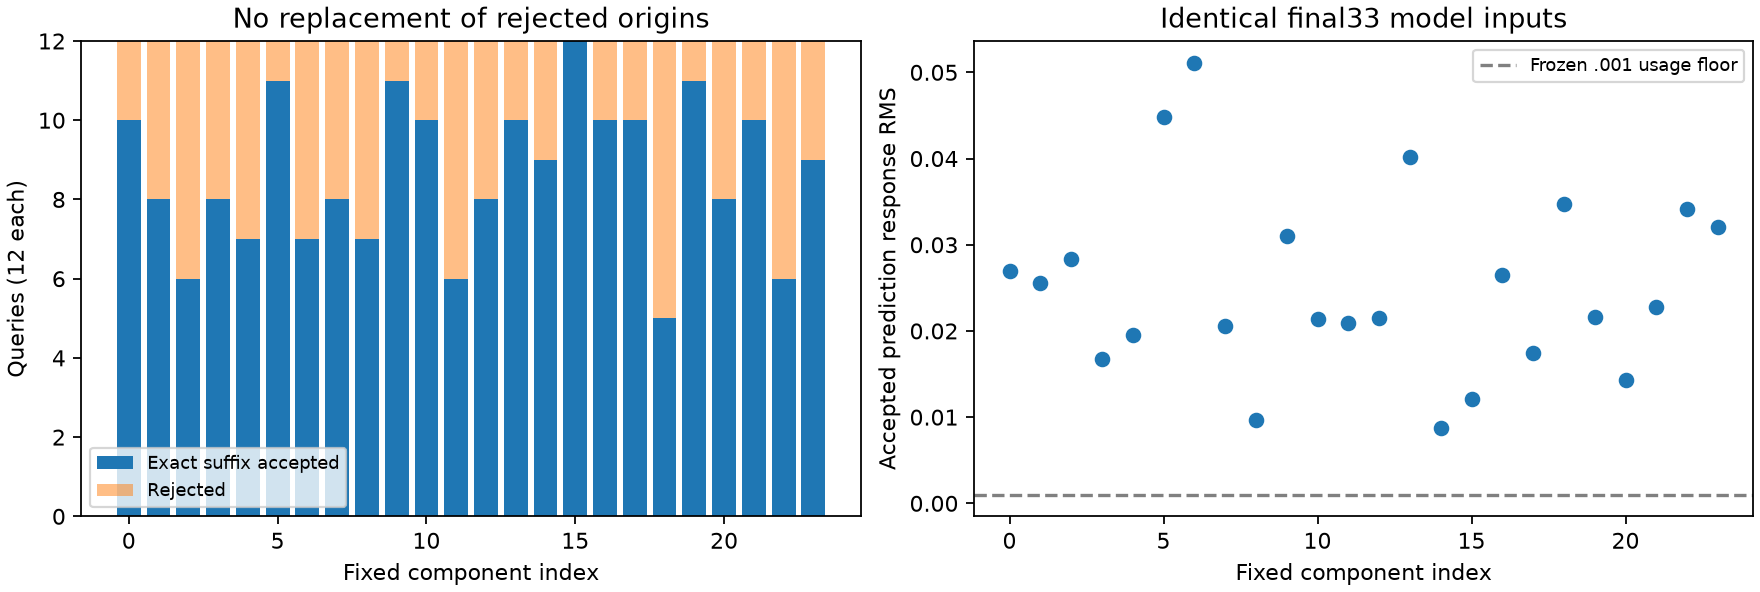 No replacement of rejected origins
12
10
8
6
4
2
0
Queries (12 each)
Exact suffix accepted
Rejected
0 5 10 15 20
Fixed component index
Identical final33 model inputs
Frozen .001 usage floor
0.05
0.04
0.03
0.02
0.01
0.00
Accepted prediction response RMS
0 5 10 15 20
Fixed component index